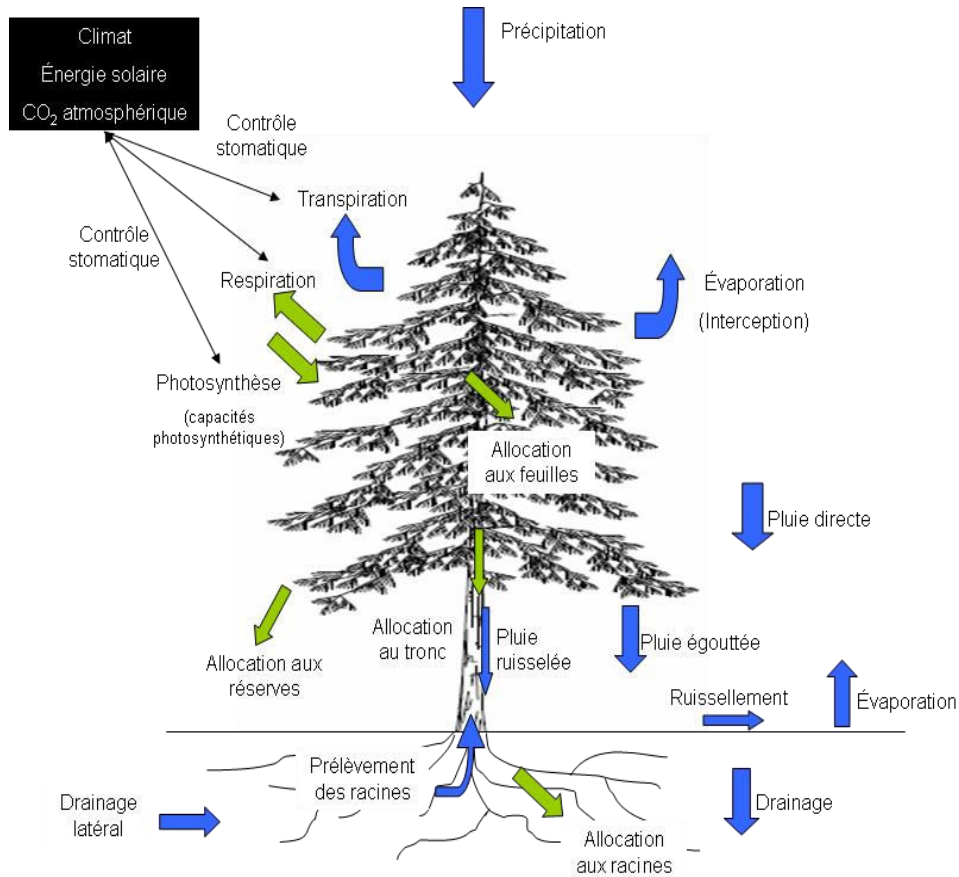 Climat
Énergie solaire
CO₂ atmosphérique
Précipitation
Contrôle
stomatique
Transpiration
Contrôle
stomatique
Respiration
Évaporation
(Interception)
Photosynthèse
(capacités
photosynthétiques)
Allocation
aux feuilles
Pluie directe
Allocation
au tronc
Pluie
ruisselée
Pluie égouttée
Allocation aux
réserves
Ruissellement
Évaporation
Prélèvement
des racines
Drainage
latéral
Drainage
Allocation
aux racines